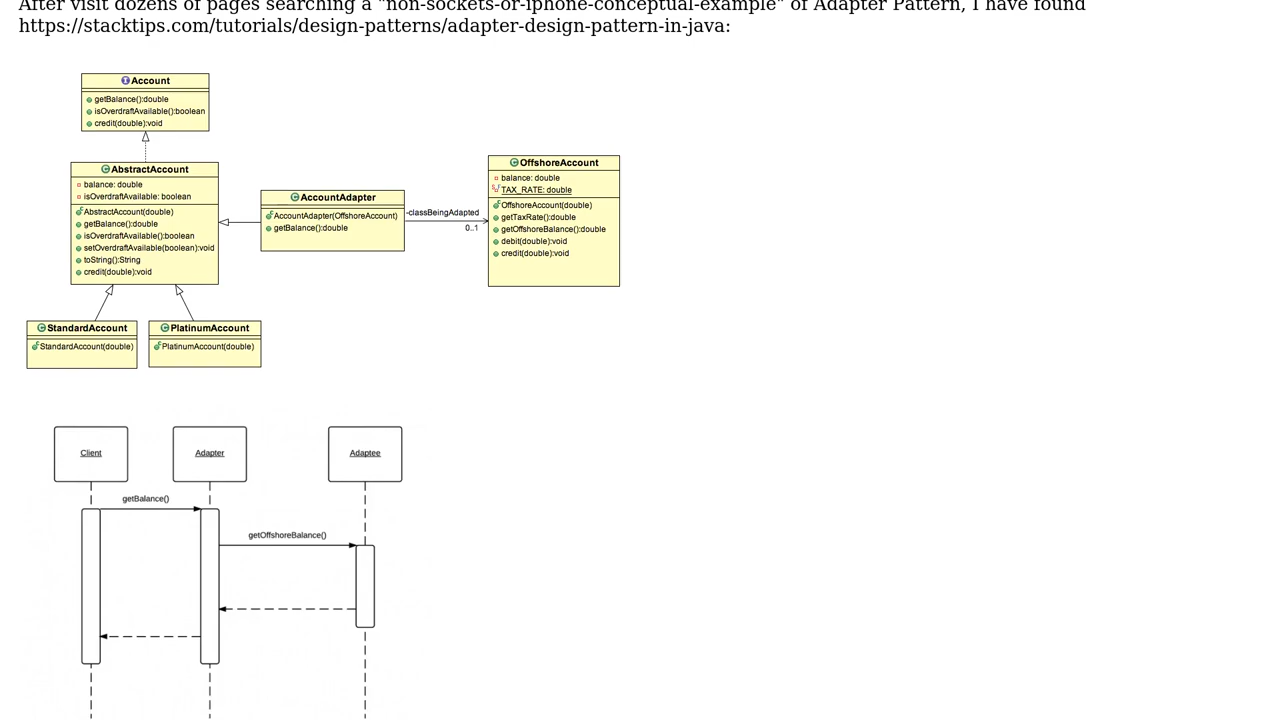 After visit dozens of pages searching a "non-sockets-or-iphone-conceptual-example" of Adapter Pattern, I have found
https://stacktips.com/tutorials/design-patterns/adapter-design-pattern-in-java:
I Account
getBalance():double
isOverdraftAvailable():boolean
credit(double):void
C AbstractAccount
balance: double
isOverdraftAvailable: boolean
AbstractAccount(double)
getBalance():double
isOverdraftAvailable():boolean
setOverdraftAvailable(boolean):void
toString():String
credit(double):void
C AccountAdapter
AccountAdapter(OffshoreAccount)
getBalance():double
-classBeingAdapted
0..1
C OffshoreAccount
balance: double
TAX_RATE: double
OffshoreAccount(double)
getTaxRate():double
getOffshoreBalance():double
debit(double):void
credit(double):void
C StandardAccount
StandardAccount(double)
C PlatinumAccount
PlatinumAccount(double)
Client
Adapter
Adaptee
getBalance()
getOffshoreBalance()